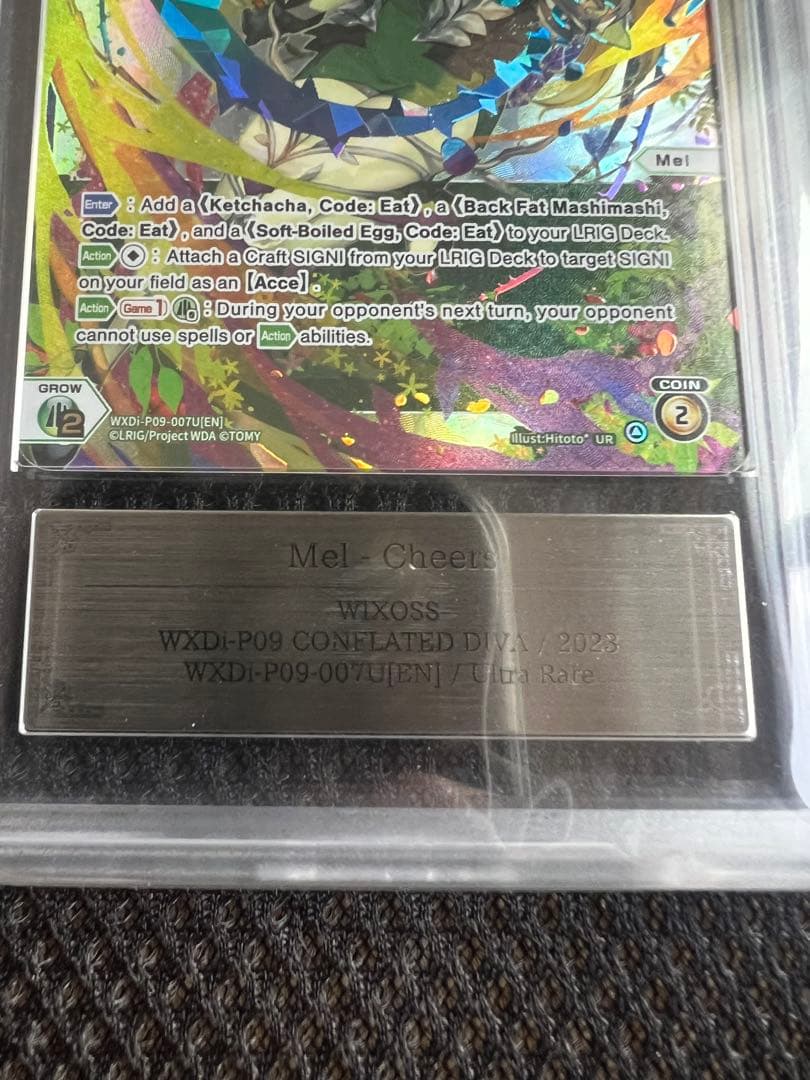 Mel
Enter : Add a 《Ketchacha, Code: Eat》, a 《Back Fat Mashimashi,
Code: Eat》, and a 《Soft-Boiled Egg, Code: Eat》 to your LRIG Deck.
Action : Attach a Craft SIGNI from your LRIG Deck to target SIGNI
on your field as an 【Acce】.
Action Game 1 : During your opponent's next turn, your opponent
cannot use spells or Action abilities.
GROW
2
COIN
2
WXDi-P09-007U[EN]
©LRIG/Project WDA ©TOMY
Illust:Hitoto* UR
Mel - Cheers
WIXOSS
WXDi-P09 CONFLATED DIVA / 2023
WXDi-P09-007U[EN] / Ultra Rare